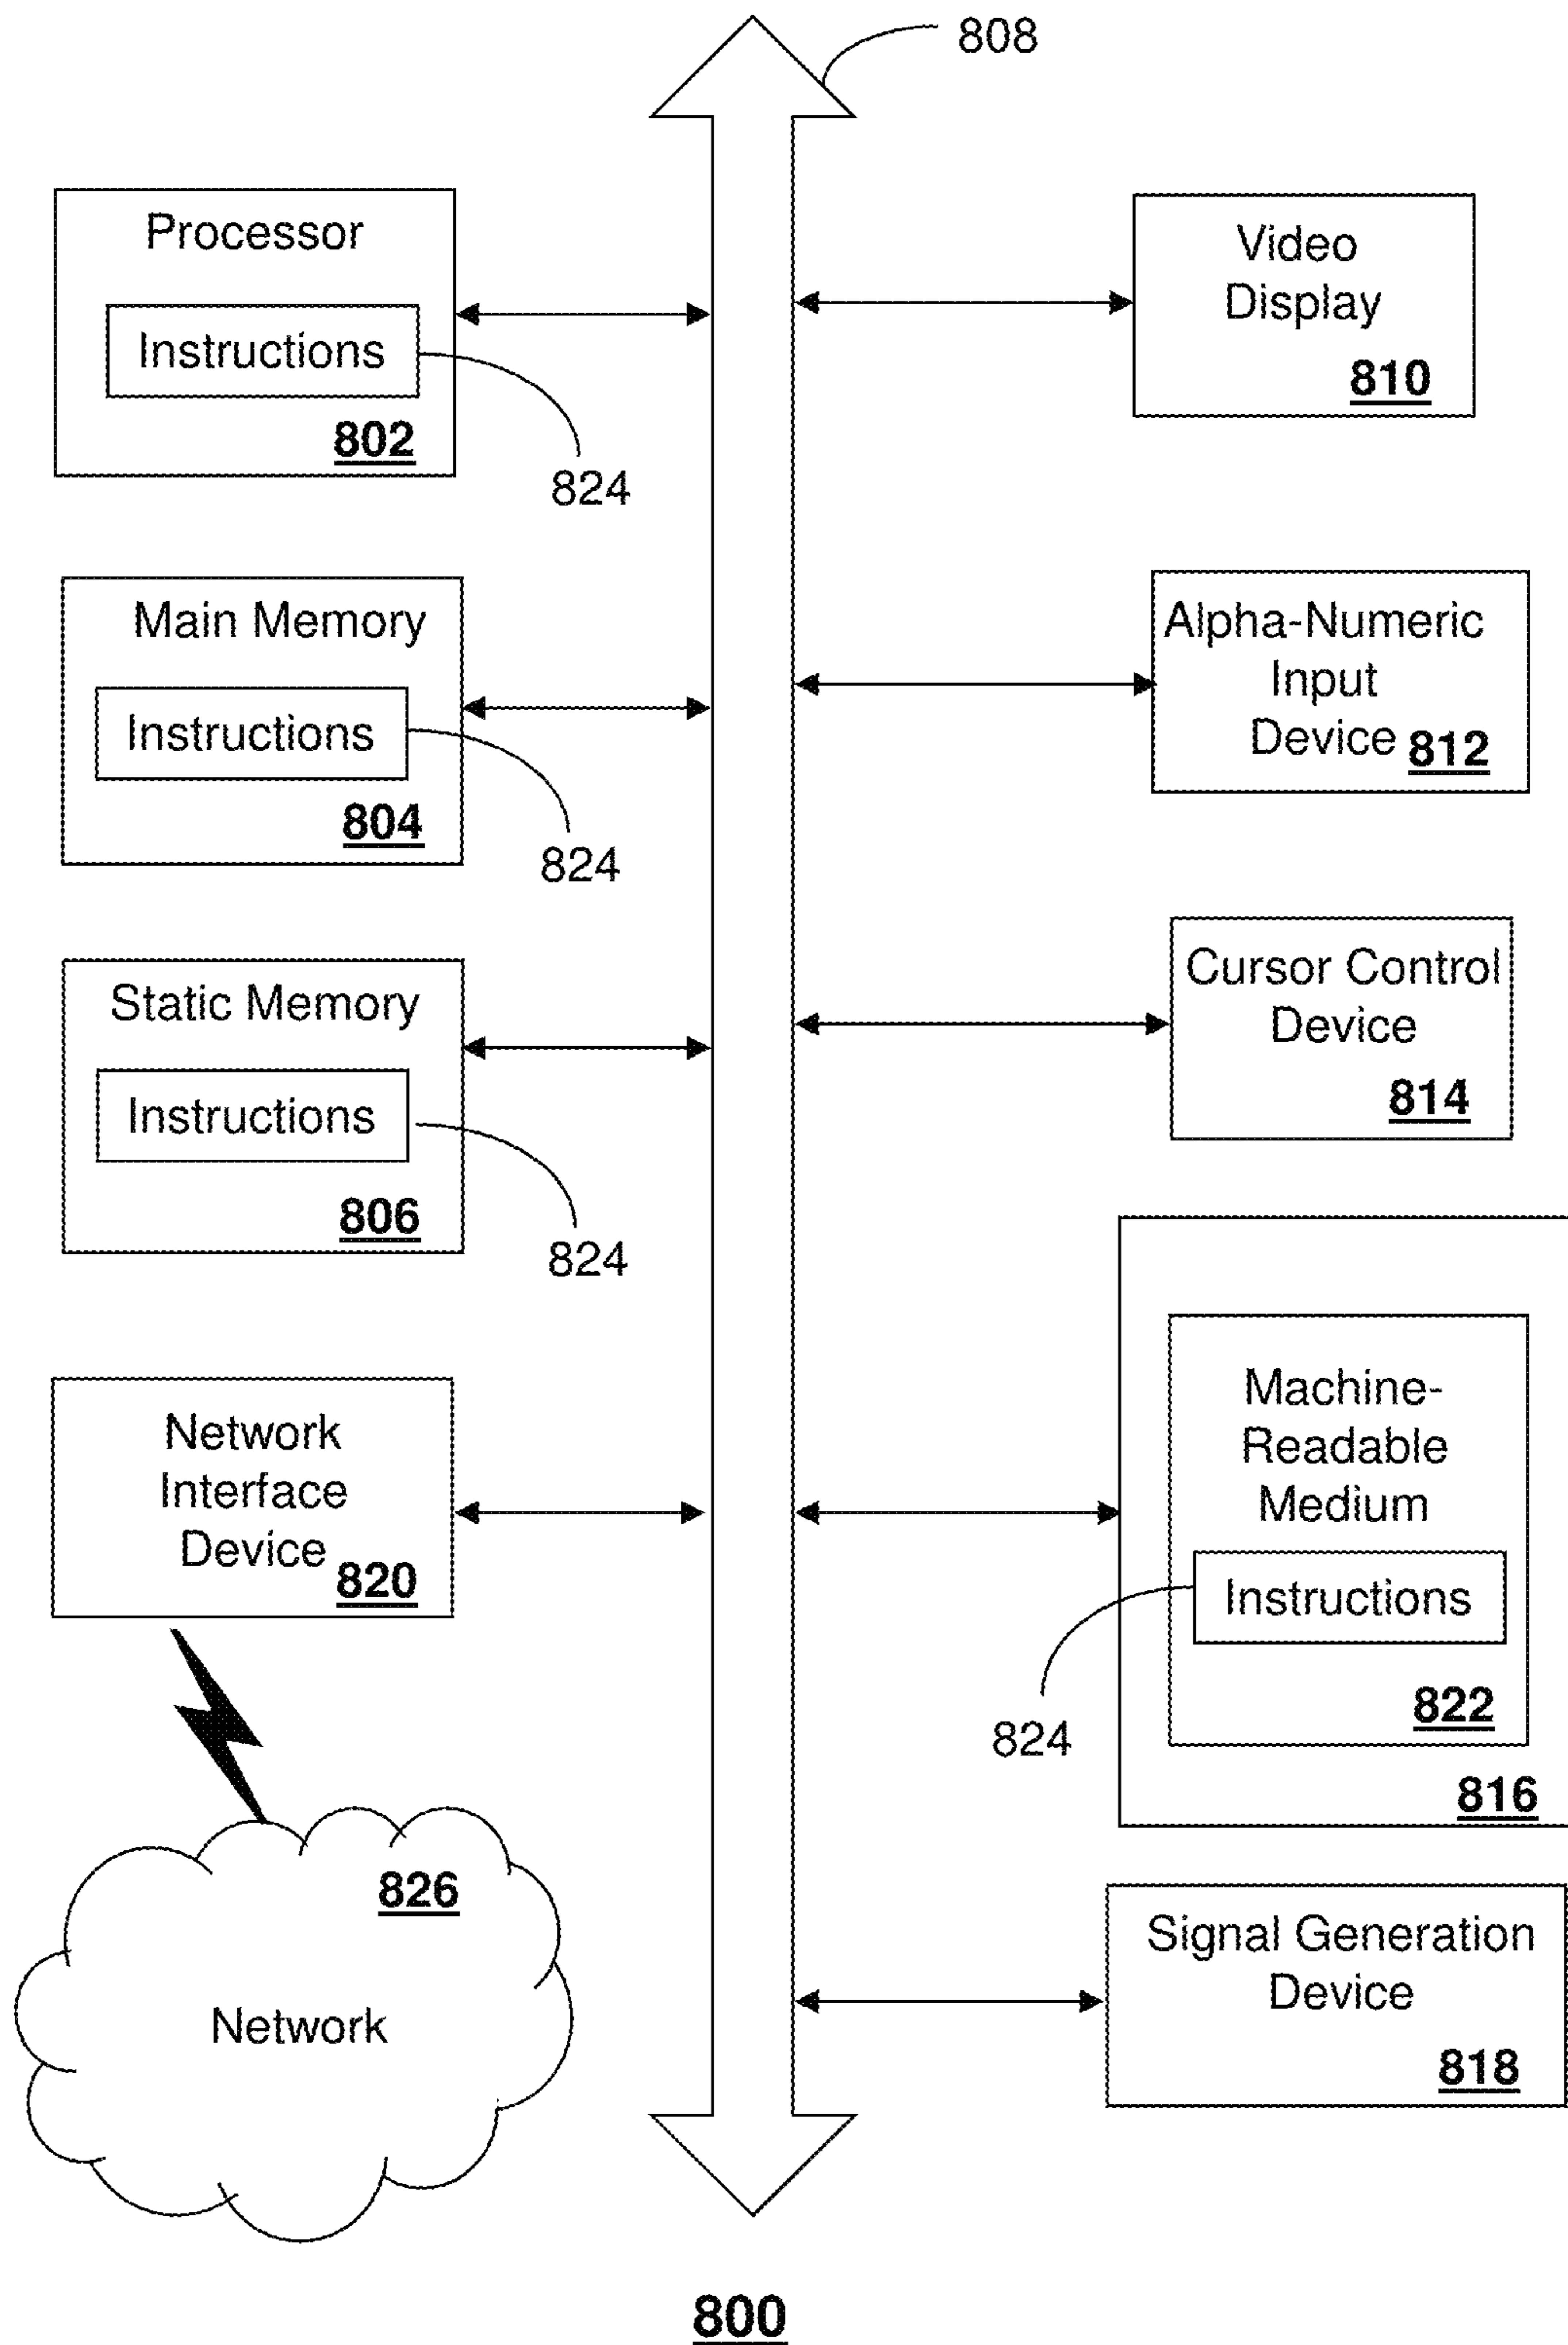 808
Processor
Instructions
802
824
Main Memory
Instructions
804
824
Static Memory
Instructions
806
824
Network
Interface
Device
820
826
Network
Video
Display
810
Alpha-Numeric
Input
Device
812
Cursor Control
Device
814
Machine-
Readable
Medium
Instructions
824
822
816
Signal Generation
Device
818
800